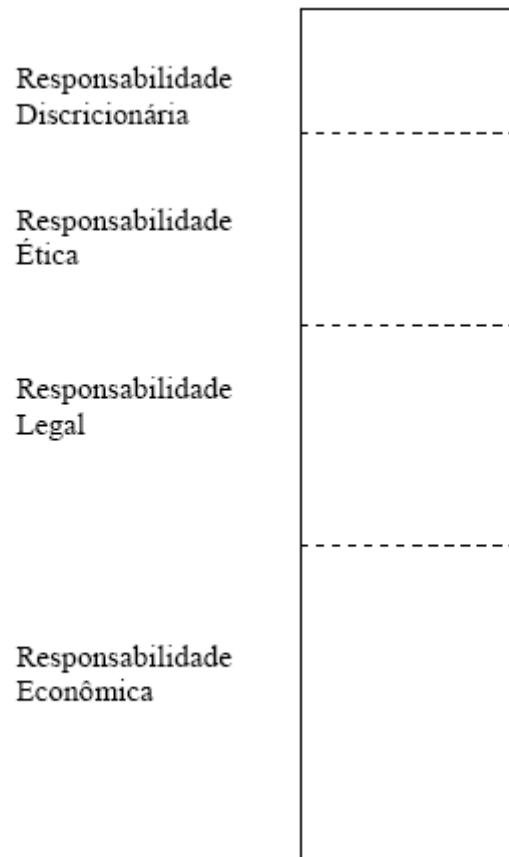 Responsabilidade
Discricionária
Responsabilidade
Ética
Responsabilidade
Legal
Responsabilidade
Econômica